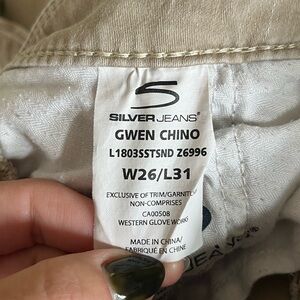 SILVER JEANS®
GWEN CHINO
L1803SSTSND Z6996
W26/L31
EXCLUSIVE OF TRIM/GARNITURE
NON-COMPRISES
CA00508
WESTERN GLOVE WORKS
MADE IN CHINA/
FABRIQUÉ EN CHINE